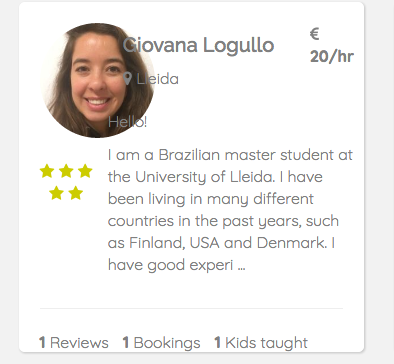 Giovana Logullo
€
20/hr
Lleida
Hello!
I am a Brazilian master student at
the University of Lleida. I have
been living in many different
countries in the past years, such
as Finland, USA and Denmark. I
have good experi ...
1 Reviews 1 Bookings 1 Kids taught